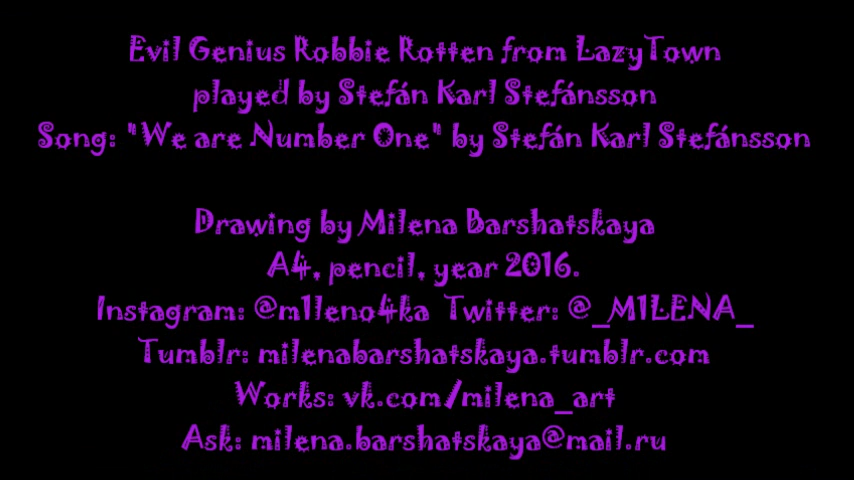 Evil Genius Robbie Rotten from LazyTown
played by Stefán Karl Stefánsson
Song: "We are Number One" by Stefán Karl Stefánsson
Drawing by Milena Barshatskaya
A4, pencil, year 2016.
Instagram: @m1leno4ka Twitter: @_M1LENA_
Tumblr: milenabarshatskaya.tumblr.com
Works: vk.com/milena_art
Ask: milena.barshatskaya@mail.ru